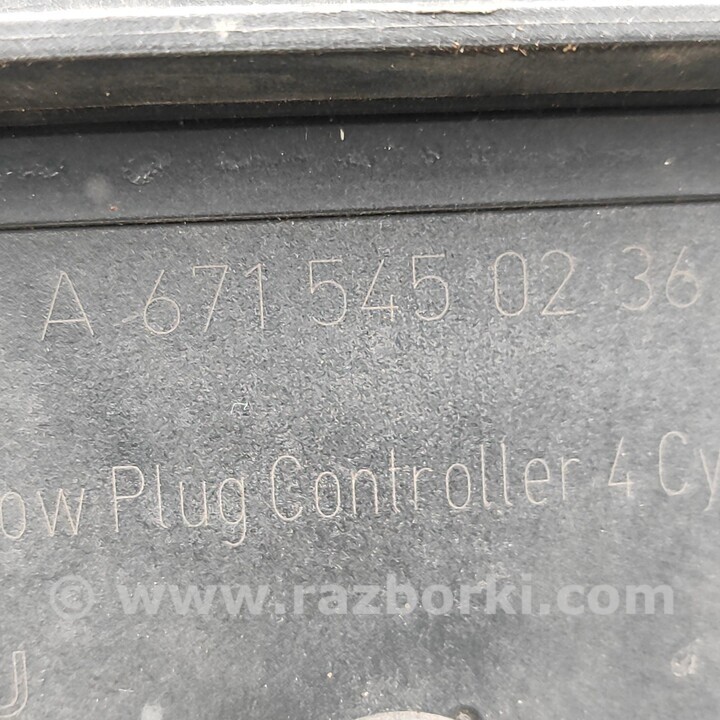 A 671 545 02 36
ow Plug Controller 4 Cy
© www.razborki.com
J